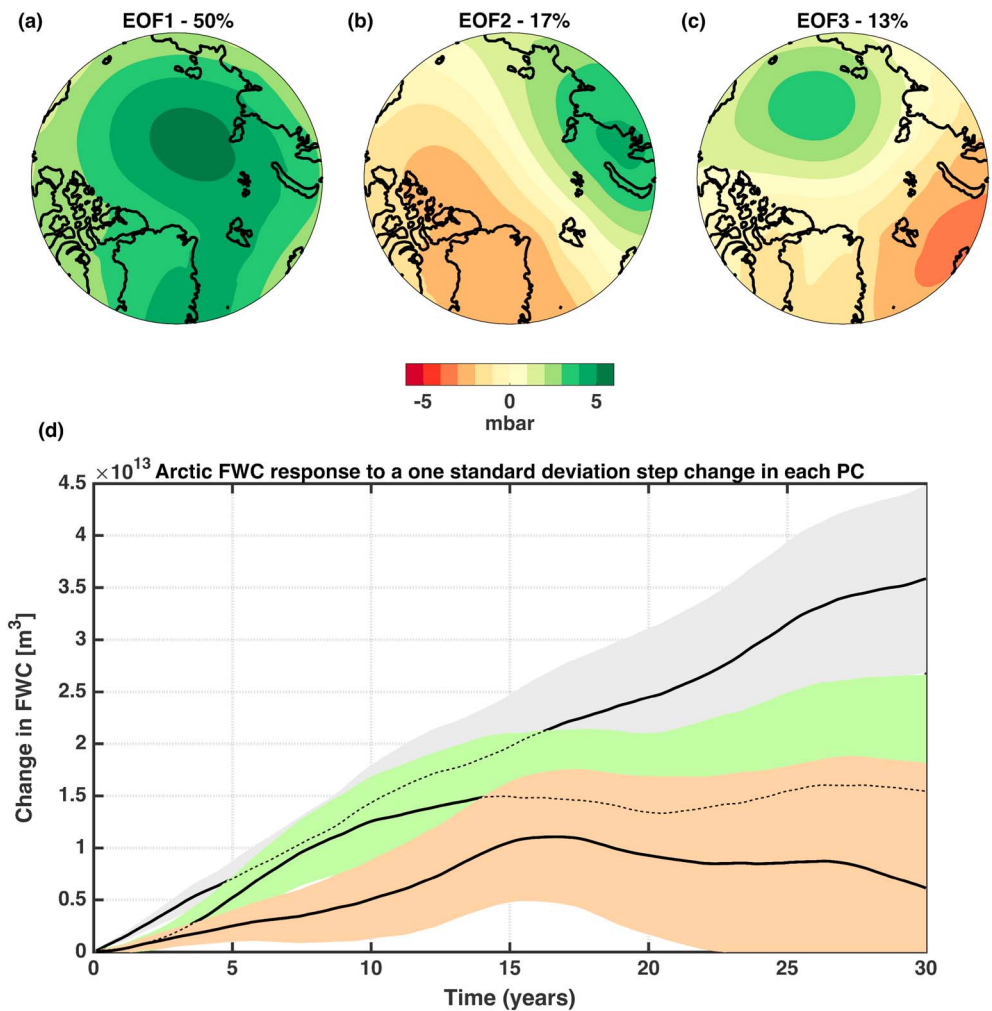 (a) EOF1 - 50%
(b) EOF2 - 17%
(c) EOF3 - 13%
-5 0 5
mbar
(d)
×10¹³ Arctic FWC response to a one standard deviation step change in each PC
4.5
4
3.5
3
2.5
2
1.5
1
0.5
0
Change in FWC [m³]
0 5 10 15 20 25 30
Time (years)